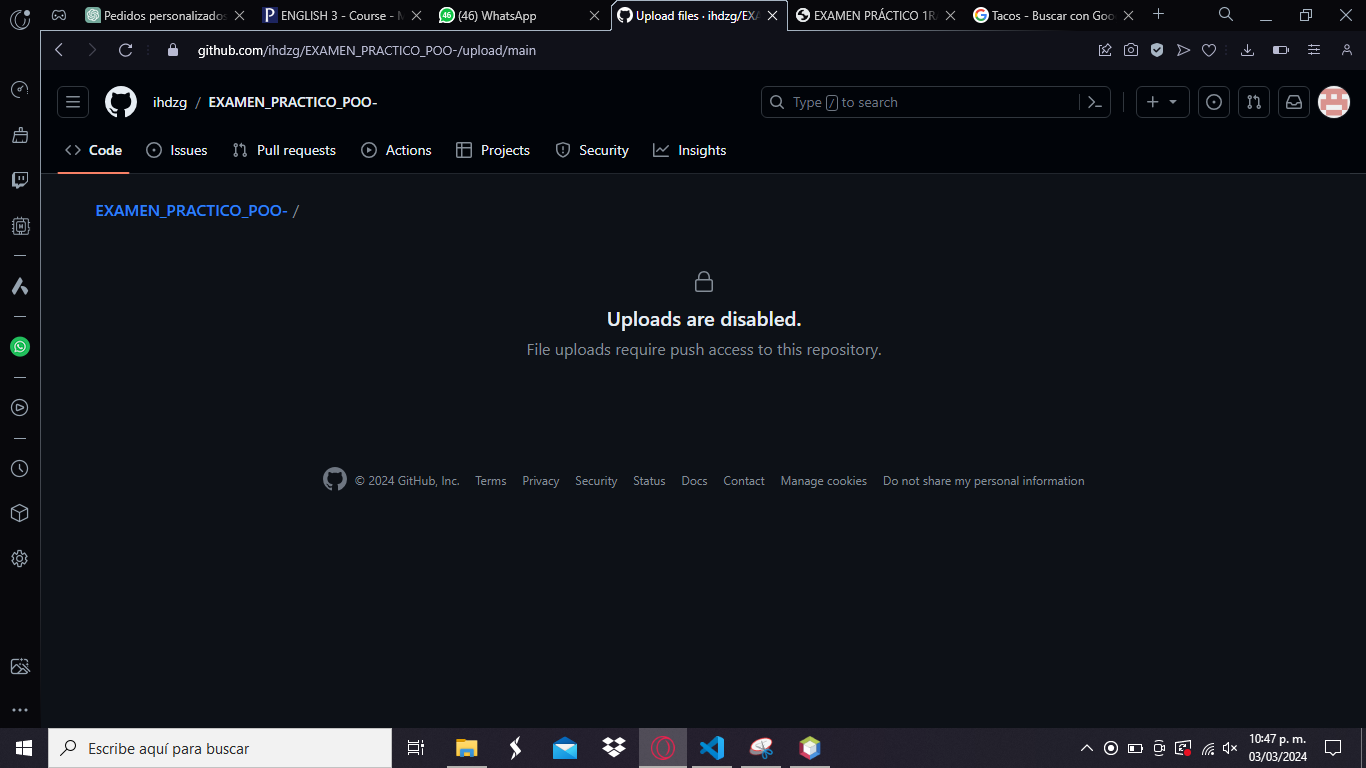 Pedidos personalizados
ENGLISH 3 - Course - M
46
(46) WhatsApp
Upload files · ihdzg/EXA
EXAMEN PRÁCTICO 1R
Tacos - Buscar con Goo
github.com/ihdzg/EXAMEN_PRACTICO_POO-/upload/main
ihdzg / EXAMEN_PRACTICO_POO-
Type / to search
Code
Issues
Pull requests
Actions
Projects
Security
Insights
EXAMEN_PRACTICO_POO- /
Uploads are disabled.
File uploads require push access to this repository.
© 2024 GitHub, Inc.
Terms
Privacy
Security
Status
Docs
Contact
Manage cookies
Do not share my personal information
Escribe aquí para buscar
10:47 p. m.
03/03/2024